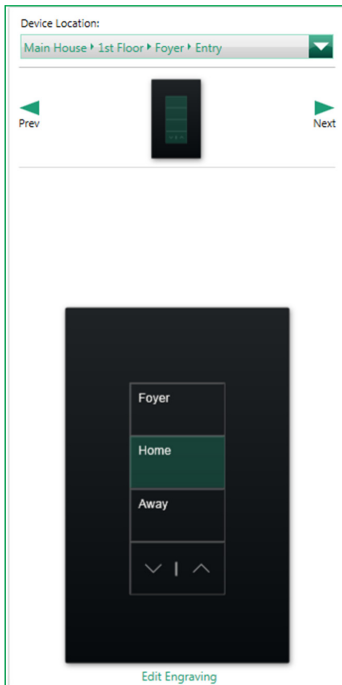 Device Location:
Main House ▸ 1st Floor ▸ Foyer ▸ Entry
Prev
Next
Foyer
Home
Away
Edit Engraving